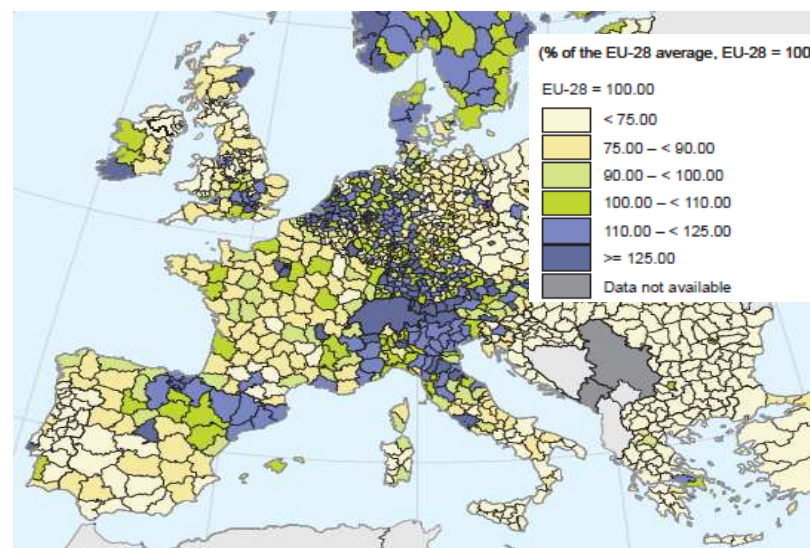 (% of the EU-28 average, EU-28 = 100
EU-28 = 100.00
< 75.00
75.00 – < 90.00
90.00 – < 100.00
100.00 – < 110.00
110.00 – < 125.00
>= 125.00
Data not available